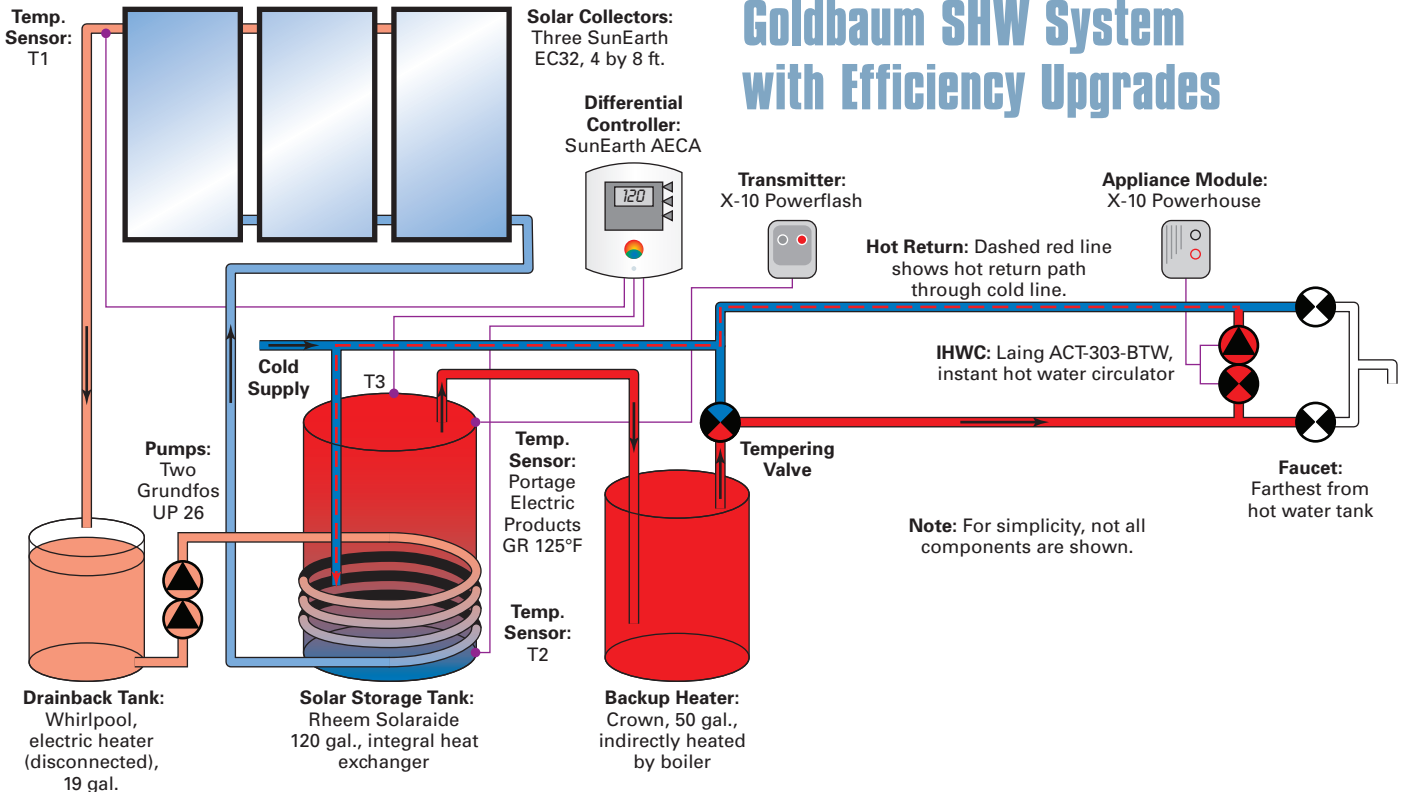 Goldbaum SHW System
with Efficiency Upgrades
Temp.
Sensor:
T1
Solar Collectors:
Three SunEarth
EC32, 4 by 8 ft.
Differential
Controller:
SunEarth AECA
120
Transmitter:
X-10 Powerflash
Appliance Module:
X-10 Powerhouse
Hot Return: Dashed red line
shows hot return path
through cold line.
Cold
Supply
T3
IHWC: Laing ACT-303-BTW,
instant hot water circulator
Pumps:
Two
Grundfos
UP 26
Temp.
Sensor:
Portage
Electric
Products
GR 125°F
Tempering
Valve
Faucet:
Farthest from
hot water tank
Note: For simplicity, not all
components are shown.
Temp.
Sensor:
T2
Drainback Tank:
Whirlpool,
electric heater
(disconnected),
19 gal.
Solar Storage Tank:
Rheem Solaraide
120 gal., integral heat
exchanger
Backup Heater:
Crown, 50 gal.,
indirectly heated
by boiler